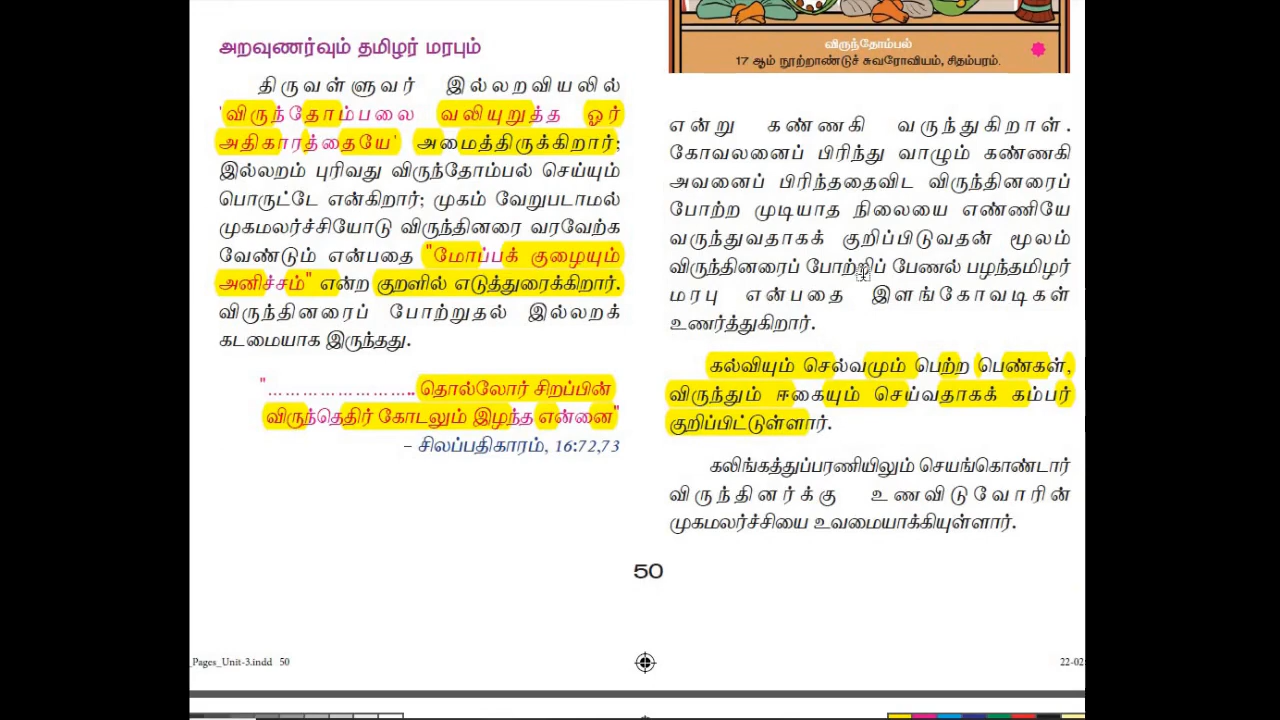 அறவுணர்வும் தமிழர் மரபும்
திருவள்ளுவர் இல்லறவியலில்
'விருந்தோம்பலை வலியுறுத்த ஓர்
அதிகாரத்தையே' அமைத்திருக்கிறார்;
இல்லறம் புரிவது விருந்தோம்பல் செய்யும்
பொருட்டே என்கிறார்; முகம் வேறுபடாமல்
முகமலர்ச்சியோடு விருந்தினரை வரவேற்க
வேண்டும் என்பதை "மோப்பக் குழையும்
அனிச்சம்" என்ற குறளில் எடுத்துரைக்கிறார்.
விருந்தினரைப் போற்றுதல் இல்லறக்
கடமையாக இருந்தது.
"....................... தொல்லோர் சிறப்பின்
விருந்தெதிர் கோடலும் இழந்த என்னை"
– சிலப்பதிகாரம், 16:72,73
விருந்தோம்பல்
17 ஆம் நூற்றாண்டுச் சுவரோவியம், சிதம்பரம்.
என்று கண்ணகி வருந்துகிறாள்.
கோவலனைப் பிரிந்து வாழும் கண்ணகி
அவனைப் பிரிந்ததைவிட விருந்தினரைப்
போற்ற முடியாத நிலையை எண்ணியே
வருந்துவதாகக் குறிப்பிடுவதன் மூலம்
விருந்தினரைப் போற்றிப் பேணல் பழந்தமிழர்
மரபு என்பதை இளங்கோவடிகள்
உணர்த்துகிறார்.
கல்வியும் செல்வமும் பெற்ற பெண்கள்,
விருந்தும் ஈகையும் செய்வதாகக் கம்பர்
குறிப்பிட்டுள்ளார்.
கலிங்கத்துப்பரணியிலும் செயங்கொண்டார்
விருந்தினர்க்கு உணவிடுவோரின்
முகமலர்ச்சியை உவமையாக்கியுள்ளார்.
50
_Pages_Unit-3.indd 50
22-02